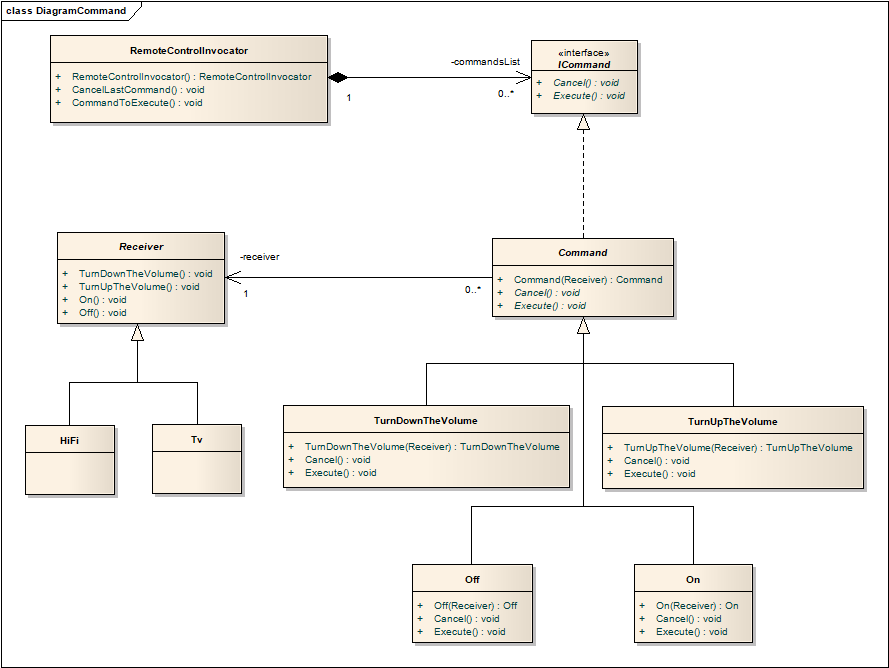 class DiagramCommand
RemoteControlInvocator
+ RemoteControlInvocator() : RemoteControlInvocator
+ CancelLastCommand() : void
+ CommandToExecute() : void
-commandsList
1
0..*
«interface»
ICommand
+ Cancel() : void
+ Execute() : void
Receiver
+ TurnDownTheVolume() : void
+ TurnUpTheVolume() : void
+ On() : void
+ Off() : void
-receiver
1
0..*
Command
+ Command(Receiver) : Command
+ Cancel() : void
+ Execute() : void
HiFi
Tv
TurnDownTheVolume
+ TurnDownTheVolume(Receiver) : TurnDownTheVolume
+ Cancel() : void
+ Execute() : void
TurnUpTheVolume
+ TurnUpTheVolume(Receiver) : TurnUpTheVolume
+ Cancel() : void
+ Execute() : void
Off
+ Off(Receiver) : Off
+ Cancel() : void
+ Execute() : void
On
+ On(Receiver) : On
+ Cancel() : void
+ Execute() : void